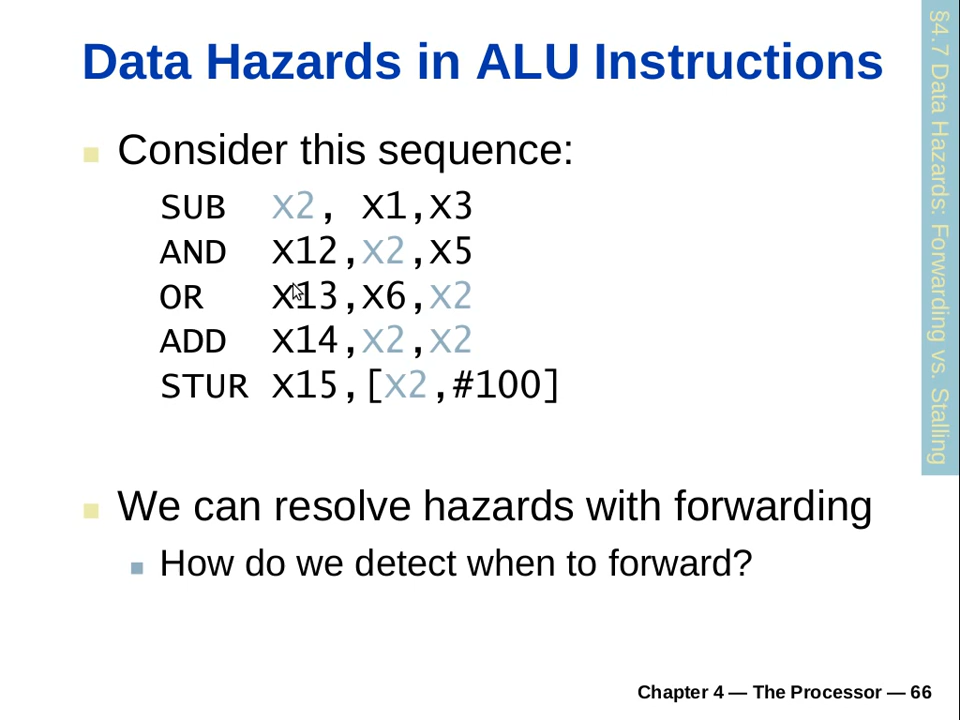 Data Hazards in ALU Instructions
Consider this sequence:
SUB X2, X1,X3
AND X12,X2,X5
OR X13,X6,X2
ADD X14,X2,X2
STUR X15,[X2,#100]
We can resolve hazards with forwarding
How do we detect when to forward?
§4.7 Data Hazards: Forwarding vs. Stalling
Chapter 4 — The Processor — 66